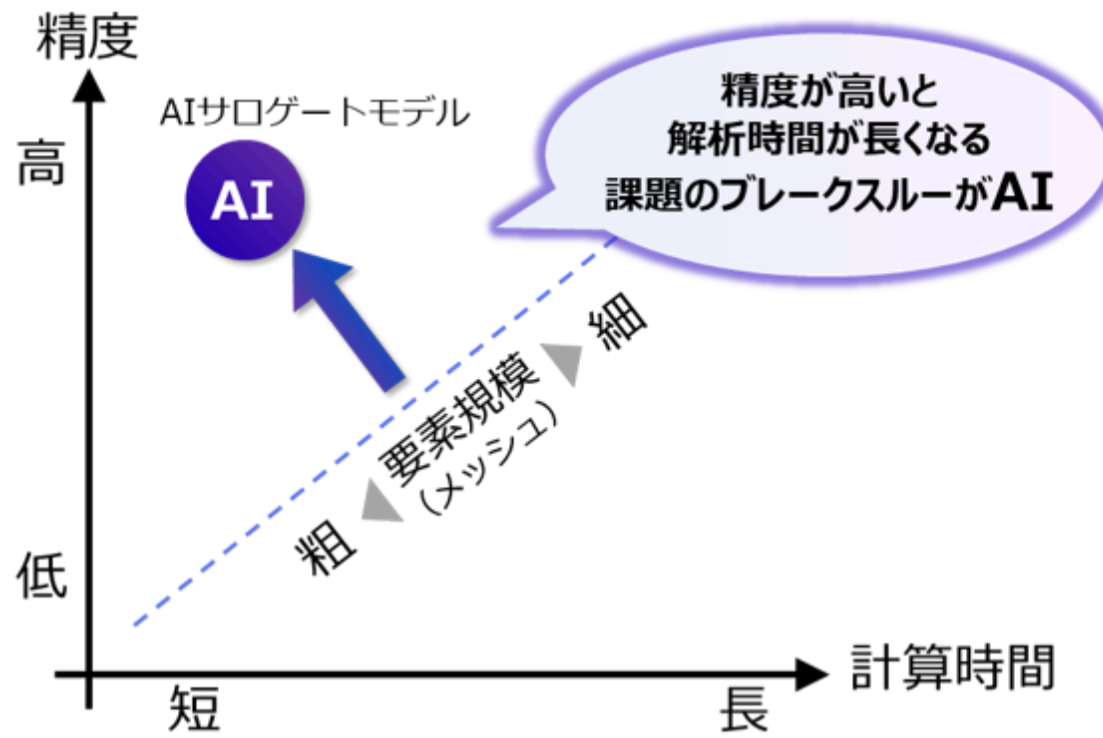 精度
高
低
AIサロゲートモデル
AI
精度が高いと
解析時間が長くなる
課題のブレークスルーがAI
細
要素規模
(メッシュ)
粗
短
長
計算時間